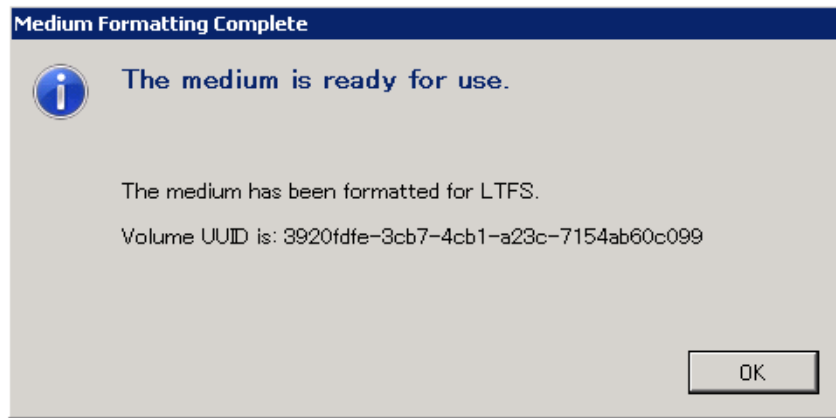 Medium Formatting Complete
The medium is ready for use.
The medium has been formatted for LTFS.
Volume UUID is: 3920fdfe-3cb7-4cb1-a23c-7154ab60c099
OK